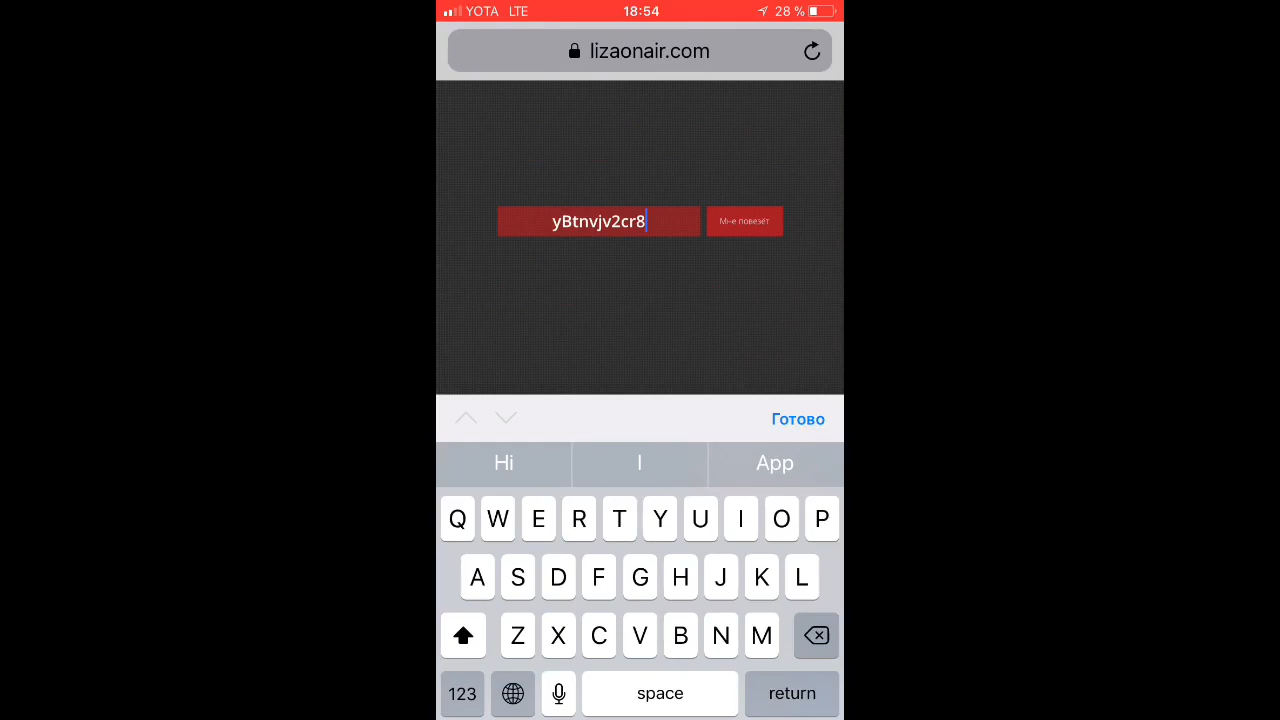 YOTA LTE 18:54 28 %
lizaonair.com
yBtnvjv2cr8 Мне повезёт
Готово
Hi I App
Q W E R T Y U I O P
A S D F G H J K L
Z X C V B N M
123 space return